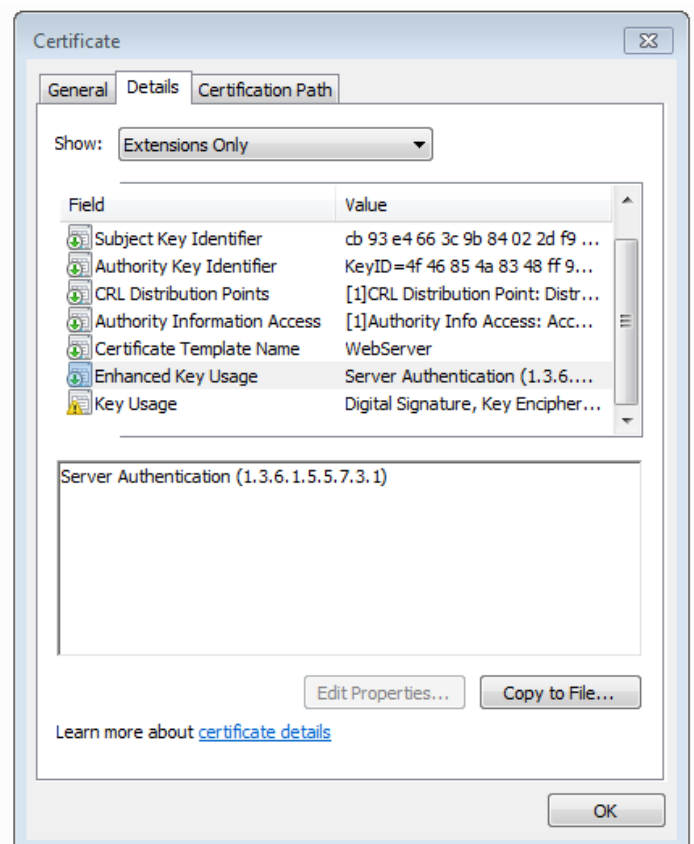 Certificate
General Details Certification Path
Show: Extensions Only
Field Value
Subject Key Identifier cb 93 e4 66 3c 9b 84 02 2d f9 ...
Authority Key Identifier KeyID=4f 46 85 4a 83 48 ff 9...
CRL Distribution Points [1]CRL Distribution Point: Distr...
Authority Information Access [1]Authority Info Access: Acc...
Certificate Template Name WebServer
Enhanced Key Usage Server Authentication (1.3.6....
Key Usage Digital Signature, Key Encipher...
Server Authentication (1.3.6.1.5.5.7.3.1)
Edit Properties... Copy to File...
Learn more about certificate details
OK